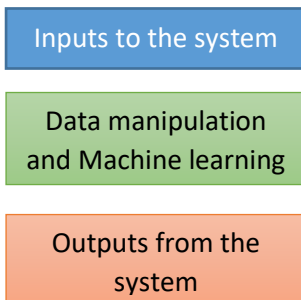 Inputs to the system
Data manipulation
and Machine learning
Outputs from the
system